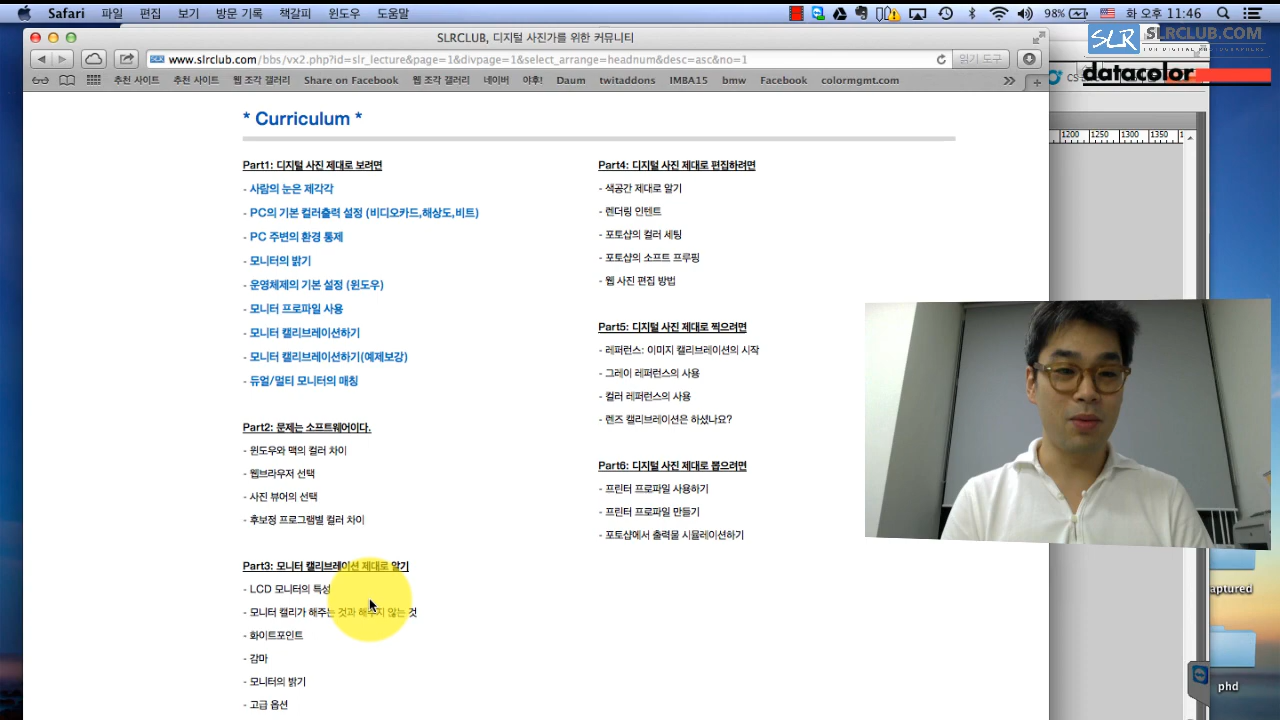 Safari 파일 편집 보기 방문 기록 책갈피 윈도우 도움말 98% 화 오후 11:46
SLRCLUB, 디지털 사진가를 위한 커뮤니티
SLR SLRCLUB.COM
FOR DIGITAL PHOTOGRAPHERS
www.slrclub.com/bbs/vx2.php?id=slr_lecture&page=1&divpage=1&select_arrange=headnum&desc=asc&no=1 읽기 도구
datacolor
추천 사이트 추천 사이트 웹 조각 갤러리 Share on Facebook 웹 조각 갤러리 네이버 야후! Daum twitaddons IMBA15 bmw Facebook colormgmt.com
CS
1200 1250 1300 1350
* Curriculum *
Part1: 디지털 사진 제대로 보려면
- 사람의 눈은 제각각
- PC의 기본 컬러출력 설정 (비디오카드,해상도,비트)
- PC 주변의 환경 통제
- 모니터의 밝기
- 운영체제의 기본 설정 (윈도우)
- 모니터 프로파일 사용
- 모니터 캘리브레이션하기
- 모니터 캘리브레이션하기(예제보강)
- 듀얼/멀티 모니터의 매칭
Part2: 문제는 소프트웨어이다.
- 윈도우와 맥의 컬러 차이
- 웹브라우저 선택
- 사진 뷰어의 선택
- 후보정 프로그램별 컬러 차이
Part3: 모니터 캘리브레이션 제대로 알기
- LCD 모니터의 특성
- 모니터 캘리가 해주는 것과 해주지 않는 것
- 화이트포인트
- 감마
- 모니터의 밝기
- 고급 옵션
Part4: 디지털 사진 제대로 편집하려면
- 색공간 제대로 알기
- 렌더링 인텐트
- 포토샵의 컬러 세팅
- 포토샵의 소프트 프루핑
- 웹 사진 편집 방법
Part5: 디지털 사진 제대로 찍으려면
- 레퍼런스: 이미지 캘리브레이션의 시작
- 그레이 레퍼런스의 사용
- 컬러 레퍼런스의 사용
- 렌즈 캘리브레이션은 하셨나요?
Part6: 디지털 사진 제대로 뽑으려면
- 프린터 프로파일 사용하기
- 프린터 프로파일 만들기
- 포토샵에서 출력물 시뮬레이션하기
aptured
phd